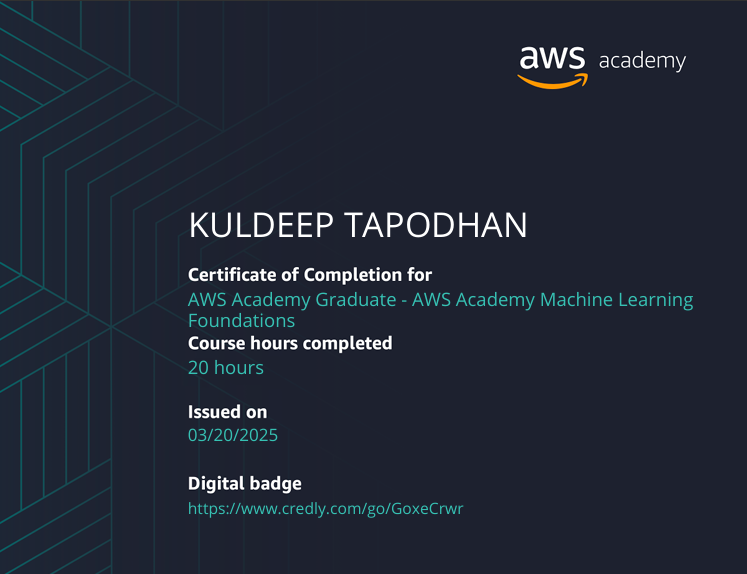 aws academy
KULDEEP TAPODHAN
Certificate of Completion for
AWS Academy Graduate - AWS Academy Machine Learning
Foundations
Course hours completed
20 hours
Issued on
03/20/2025
Digital badge
https://www.credly.com/go/GoxeCrwr